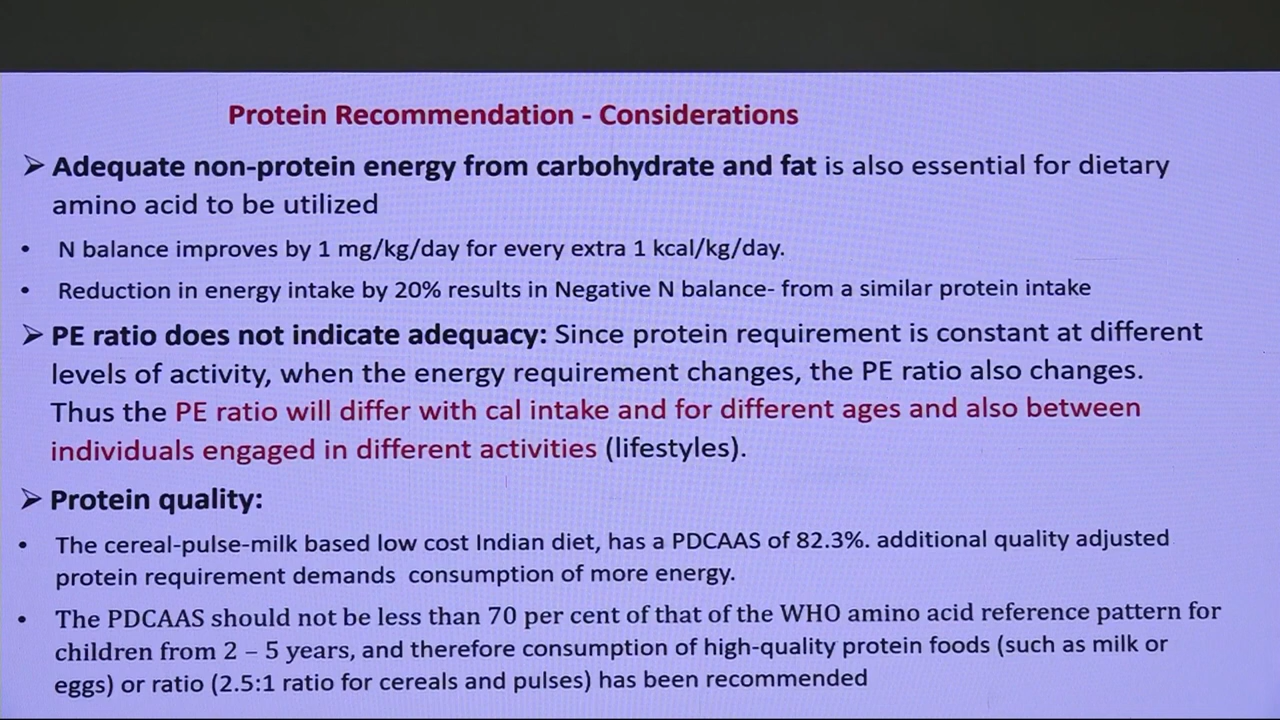 Protein Recommendation - Considerations
➢ Adequate non-protein energy from carbohydrate and fat is also essential for dietary
amino acid to be utilized
• N balance improves by 1 mg/kg/day for every extra 1 kcal/kg/day.
• Reduction in energy intake by 20% results in Negative N balance- from a similar protein intake
➢ PE ratio does not indicate adequacy: Since protein requirement is constant at different
levels of activity, when the energy requirement changes, the PE ratio also changes.
Thus the PE ratio will differ with cal intake and for different ages and also between
individuals engaged in different activities (lifestyles).
➢ Protein quality:
• The cereal-pulse-milk based low cost Indian diet, has a PDCAAS of 82.3%. additional quality adjusted
protein requirement demands consumption of more energy.
• The PDCAAS should not be less than 70 per cent of that of the WHO amino acid reference pattern for
children from 2 – 5 years, and therefore consumption of high-quality protein foods (such as milk or
eggs) or ratio (2.5:1 ratio for cereals and pulses) has been recommended